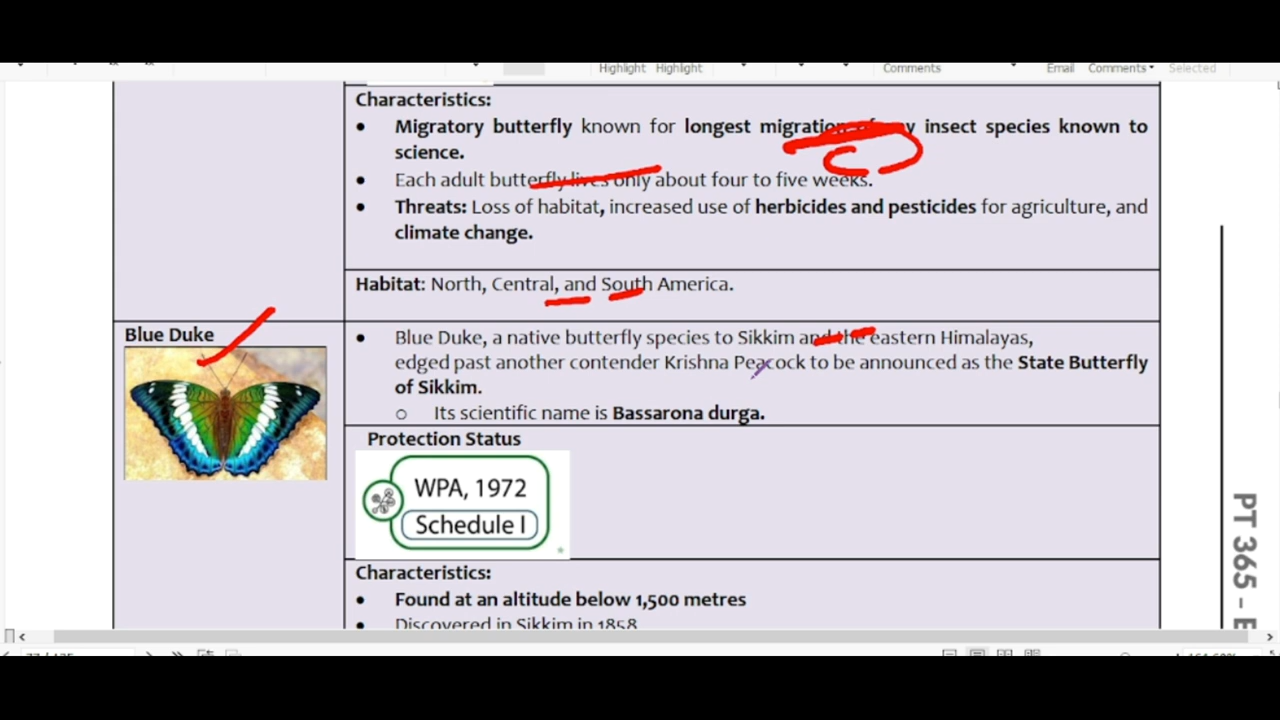 Highlight Highlight Comments Email Comments Selected
Characteristics:
• Migratory butterfly known for longest migration of any insect species known to
science.
• Each adult butterfly lives only about four to five weeks.
• Threats: Loss of habitat, increased use of herbicides and pesticides for agriculture, and
climate change.
Habitat: North, Central, and South America.
Blue Duke
• Blue Duke, a native butterfly species to Sikkim and the eastern Himalayas,
edged past another contender Krishna Peacock to be announced as the State Butterfly
of Sikkim.
o Its scientific name is Bassarona durga.
Protection Status
WPA, 1972
Schedule I
Characteristics:
• Found at an altitude below 1,500 metres
• Discovered in Sikkim in 1858
PT 365 - E